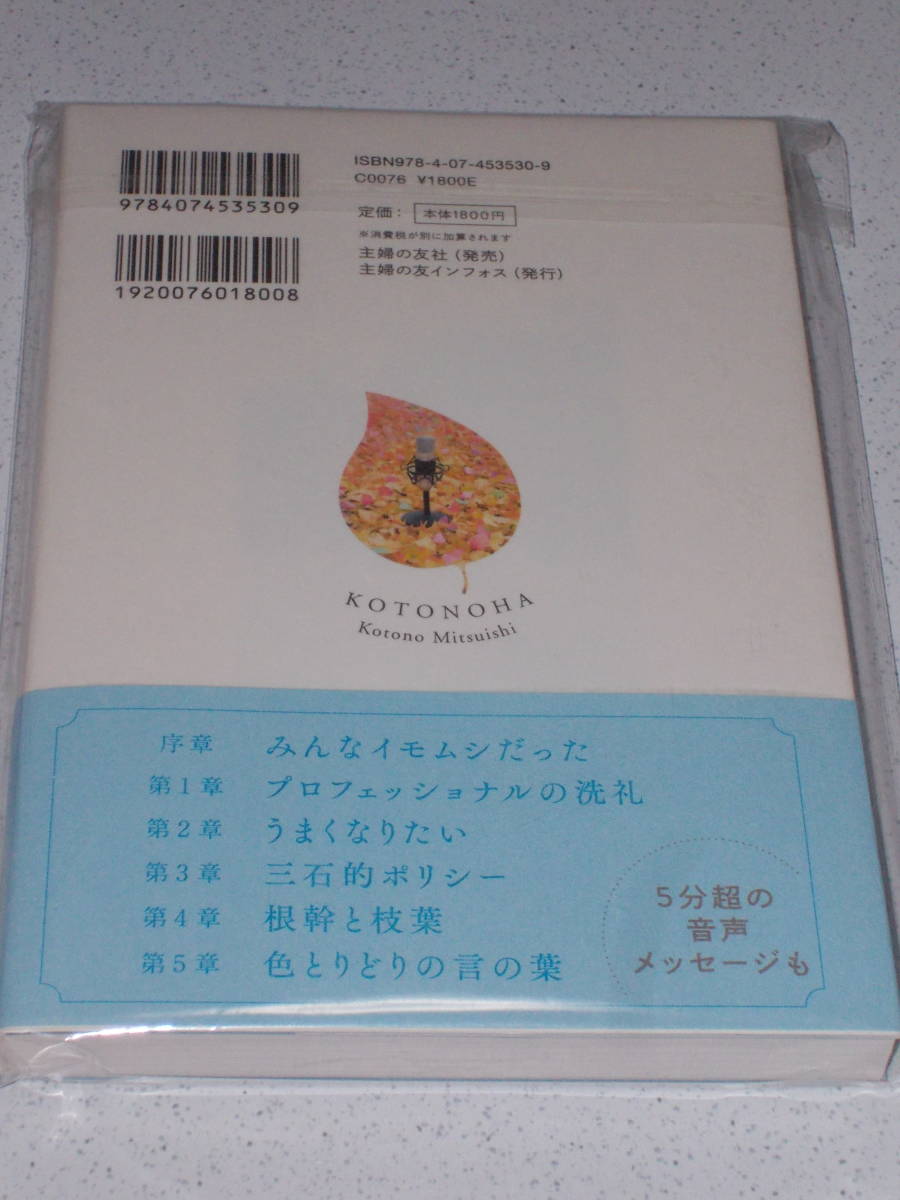 ISBN978-4-07-453530-9
C0076 ¥1800E
9784074535309
定価： 本体1800円
※消費税が別に加算されます
主婦の友社（発売）
主婦の友インフォス（発行）
1920076018008
KOTONOHA
Kotono Mitsuishi
序章 みんなイモムシだった
第1章 プロフェッショナルの洗礼
第2章 うまくなりたい
第3章 三石的ポリシー
第4章 根幹と枝葉
第5章 色とりどりの言の葉
5分超の
音声
メッセージも